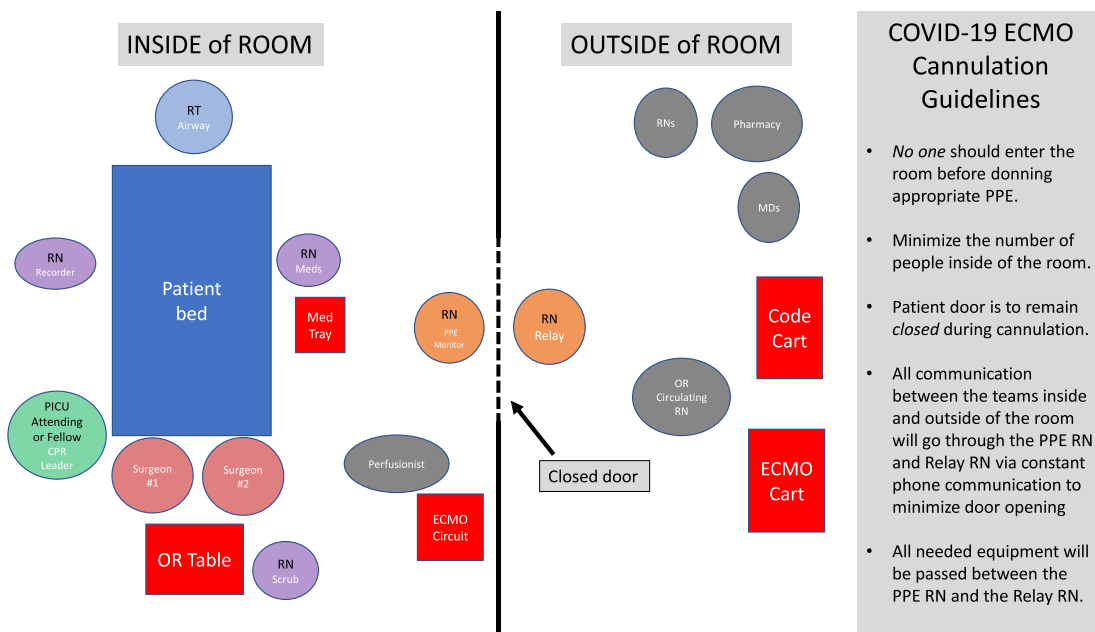 INSIDE of ROOM
RT
Airway
RN
Recorder
Patient
bed
RN
Meds
Med
Tray
RN
PPE
Monitor
PICU
Attending
or Fellow
CPR
Leader
Surgeon
#1
Surgeon
#2
Perfusionist
ECMO
Circuit
OR Table
RN
Scrub
OUTSIDE of ROOM
RNs
Pharmacy
MDs
RN
Relay
Code
Cart
OR
Circulating
RN
Closed door
ECMO
Cart
COVID-19 ECMO
Cannulation
Guidelines
• No one should enter the
room before donning
appropriate PPE.
• Minimize the number of
people inside of the room.
• Patient door is to remain
closed during cannulation.
• All communication
between the teams inside
and outside of the room
will go through the PPE RN
and Relay RN via constant
phone communication to
minimize door opening
• All needed equipment will
be passed between the
PPE RN and the Relay RN.